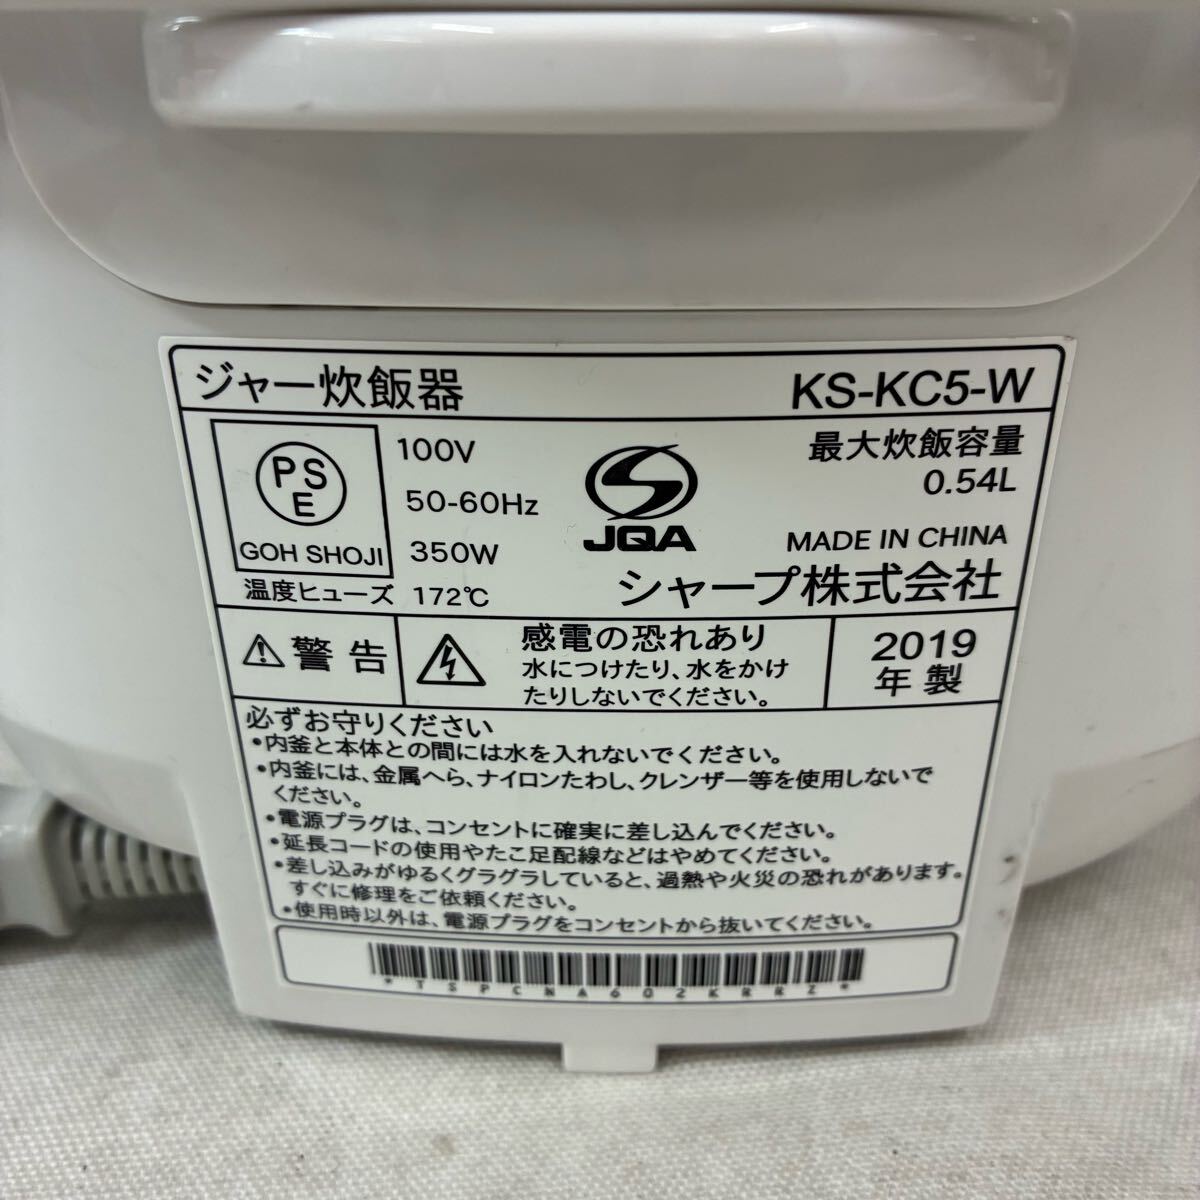 ジャー炊飯器 KS-KC5-W
PS
E
GOH SHOJI
100V
50-60Hz
350W
温度ヒューズ 172℃
JQA
最大炊飯容量
0.54L
MADE IN CHINA
シャープ株式会社
警告
感電の恐れあり
水につけたり、水をかけ
たりしないでください。
2019
年製
必ずお守りください
•内釜と本体との間には水を入れないでください。
•内釜には、金属へら、ナイロンたわし、クレンザー等を使用しないで
ください。
•電源プラグは、コンセントに確実に差し込んでください。
•延長コードの使用やたこ足配線などはやめてください。
•差し込みがゆるくグラグラしていると、過熱や火災の恐れがあります。
すぐに修理をご依頼ください。
•使用時以外は、電源プラグをコンセントから抜いてください。
*TSPCNA602KRRZ*